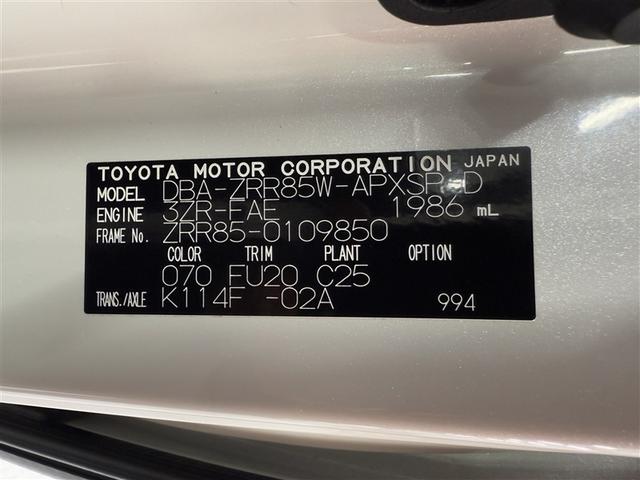 TOYOTA MOTOR CORPORATION JAPAN
MODEL DBA-ZRR85W-APXSP-D
ENGINE 3ZR-FAE 1986 mL
FRAME No. ZRR85-0109850
COLOR TRIM PLANT OPTION
070 FU20 C25
TRANS./AXLE K114F -02A 994